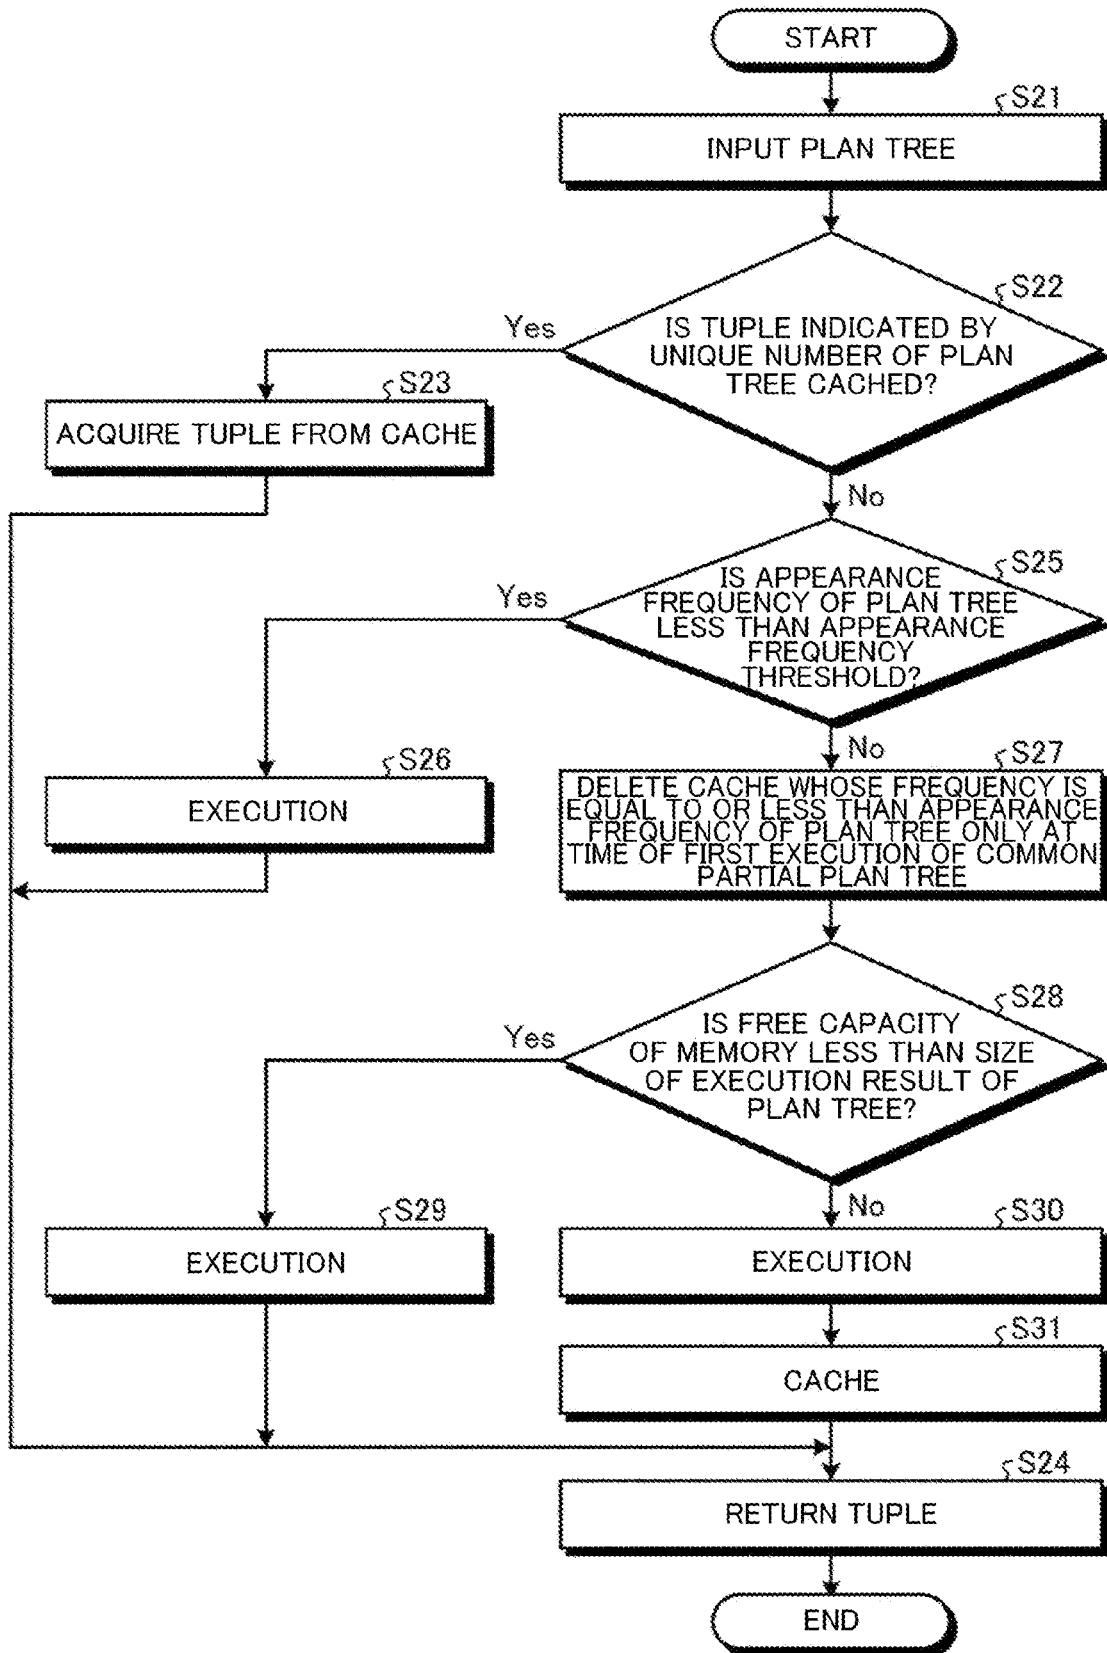 START
S21
INPUT PLAN TREE
S22
IS TUPLE INDICATED BY
UNIQUE NUMBER OF PLAN
TREE CACHED?
Yes
S23
ACQUIRE TUPLE FROM CACHE
No
S25
IS APPEARANCE
FREQUENCY OF PLAN TREE
LESS THAN APPEARANCE
FREQUENCY
THRESHOLD?
Yes
S26
EXECUTION
No
S27
DELETE CACHE WHOSE FREQUENCY IS
EQUAL TO OR LESS THAN APPEARANCE
FREQUENCY OF PLAN TREE ONLY AT
TIME OF FIRST EXECUTION OF COMMON
PARTIAL PLAN TREE
S28
IS FREE CAPACITY
OF MEMORY LESS THAN SIZE
OF EXECUTION RESULT OF
PLAN TREE?
Yes
S29
EXECUTION
No
S30
EXECUTION
S31
CACHE
S24
RETURN TUPLE
END